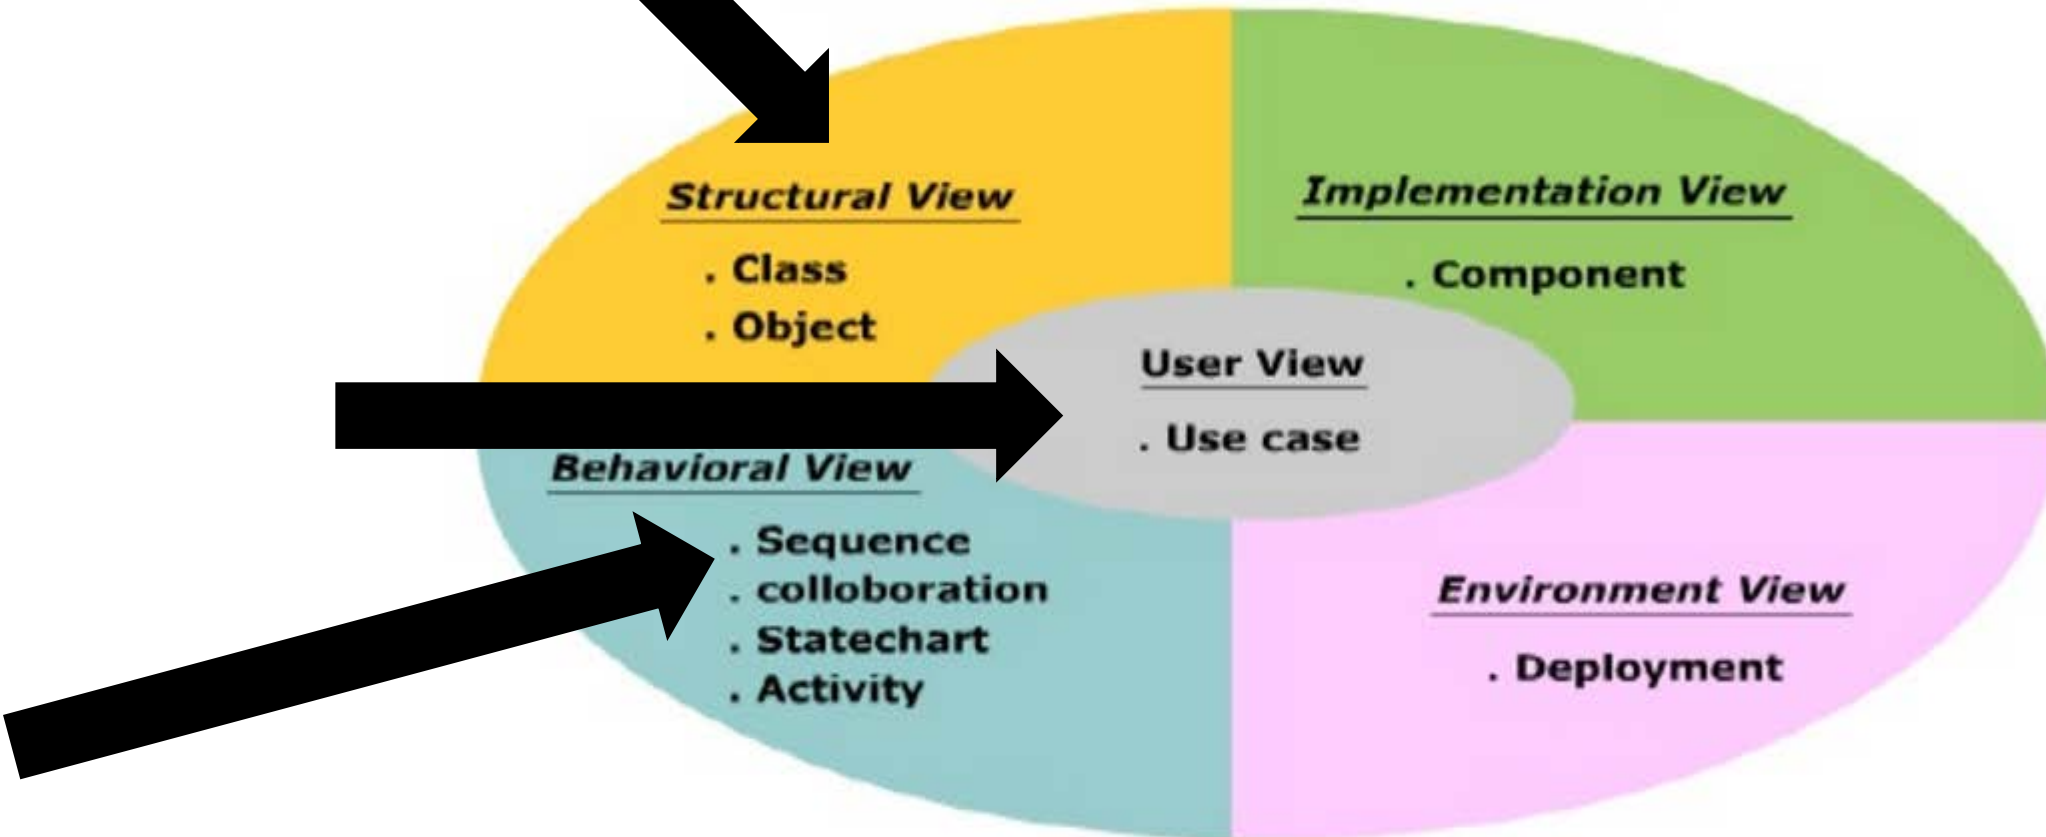 Structural View
. Class
. Object
Implementation View
. Component
User View
. Use case
Behavioral View
. Sequence
. colloboration
. Statechart
. Activity
Environment View
. Deployment